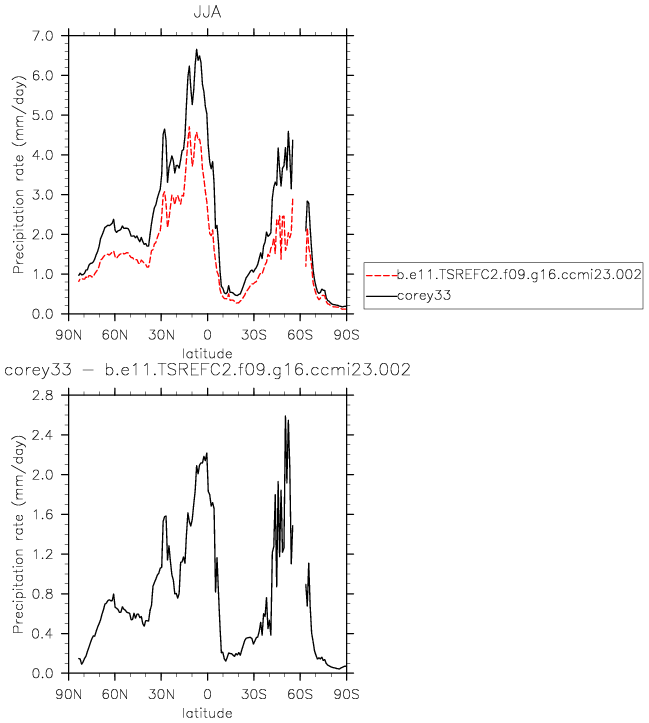 JJA
Precipitation rate (mm/day)
7.0
6.0
5.0
4.0
3.0
2.0
1.0
0.0
90N 60N 30N 0 30S 60S 90S
latitude
b.e11.TSREFC2.f09.g16.ccmi23.002
corey33
corey33 − b.e11.TSREFC2.f09.g16.ccmi23.002
Precipitation rate (mm/day)
2.8
2.4
2.0
1.6
1.2
0.8
0.4
0.0
90N 60N 30N 0 30S 60S 90S
latitude